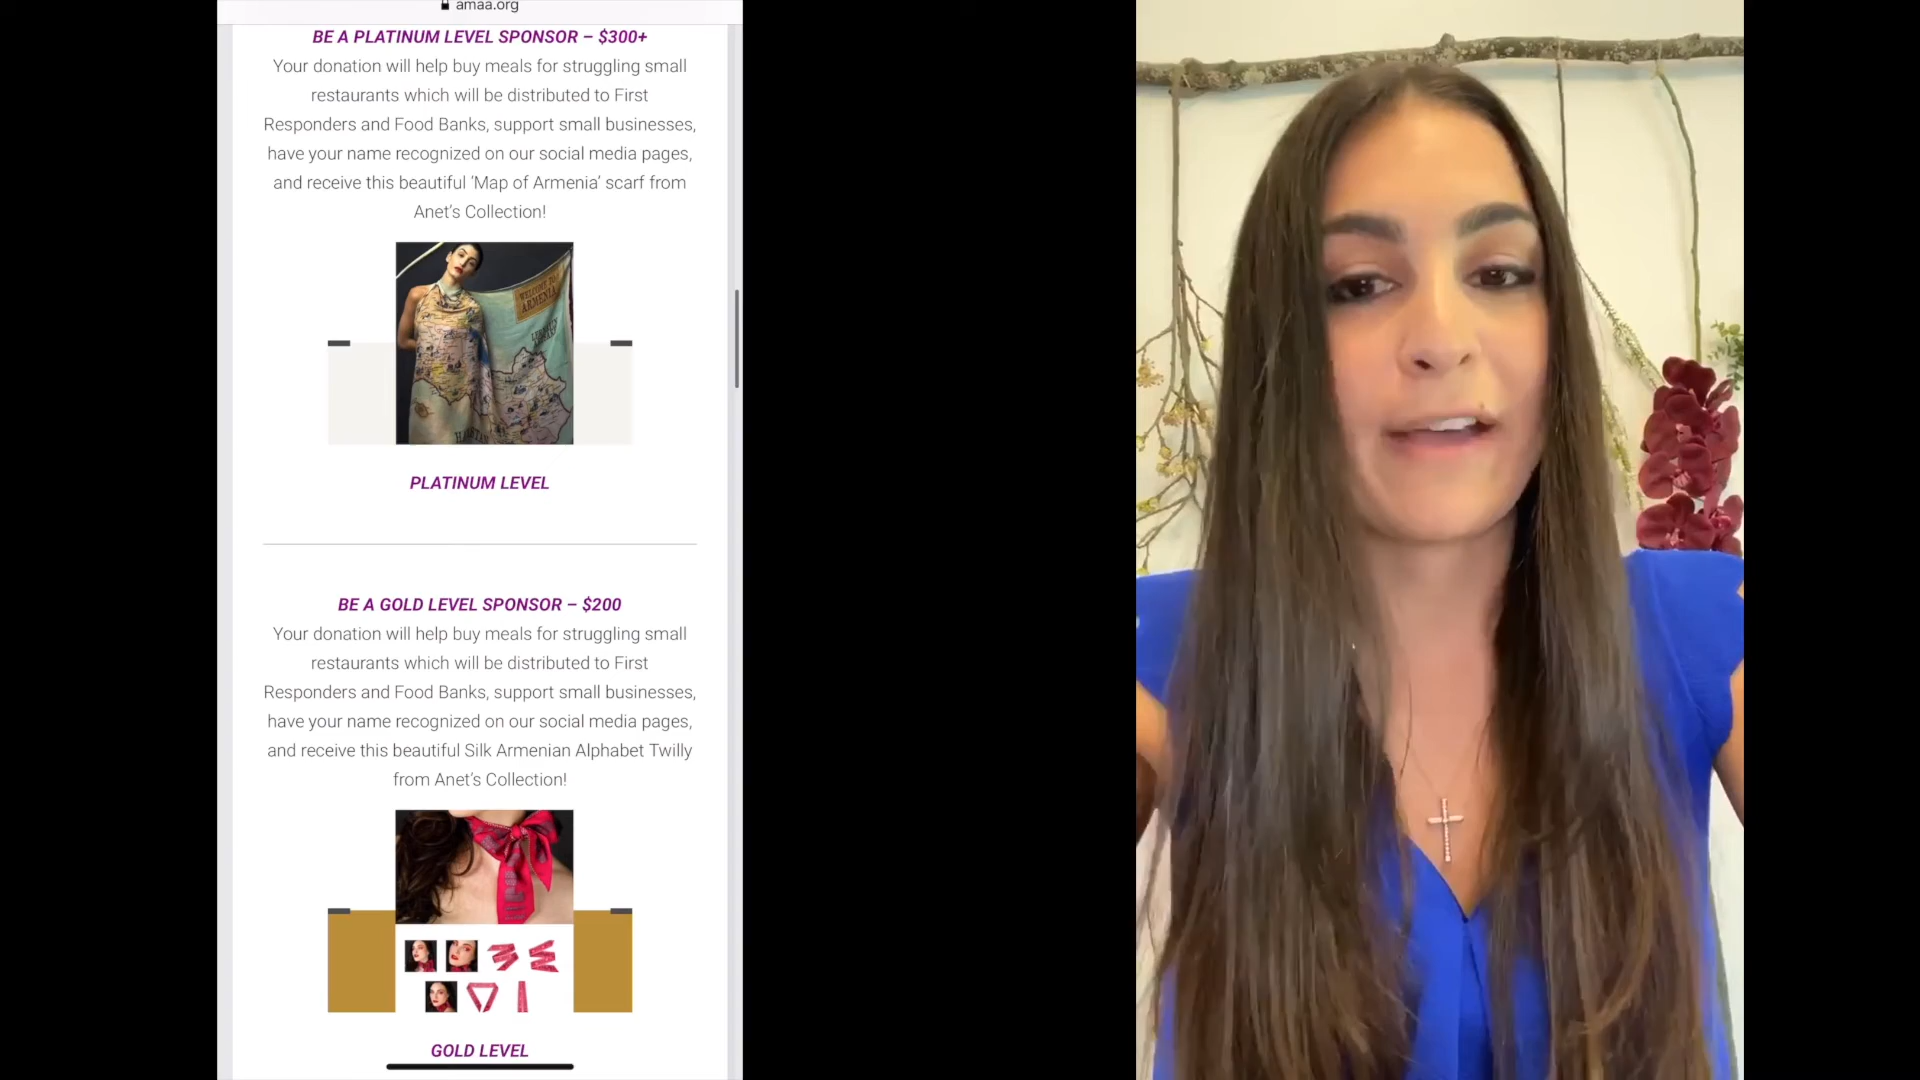 amaa.org
BE A PLATINUM LEVEL SPONSOR – $300+
Your donation will help buy meals for struggling small
restaurants which will be distributed to First
Responders and Food Banks, support small businesses,
have your name recognized on our social media pages,
and receive this beautiful ‘Map of Armenia’ scarf from
Anet’s Collection!
WELCOME TO
ARMENIA
PLATINUM LEVEL
BE A GOLD LEVEL SPONSOR – $200
Your donation will help buy meals for struggling small
restaurants which will be distributed to First
Responders and Food Banks, support small businesses,
have your name recognized on our social media pages,
and receive this beautiful Silk Armenian Alphabet Twilly
from Anet’s Collection!
GOLD LEVEL